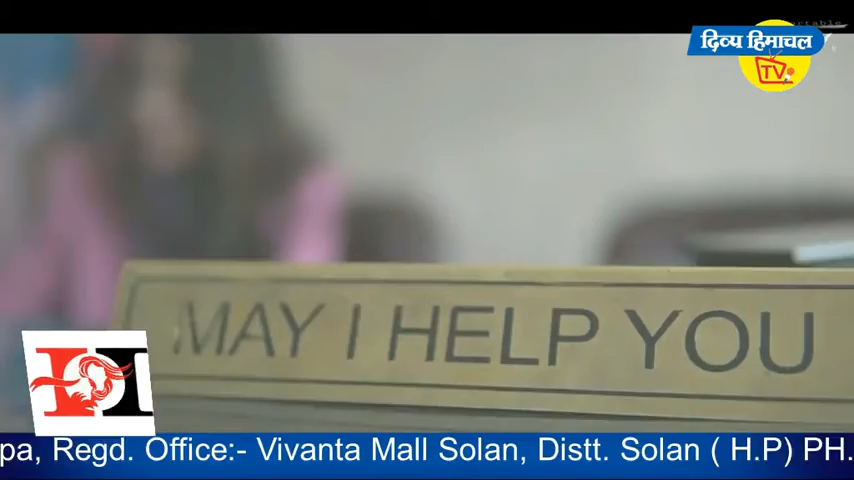 दिव्य हिमाचल
TV
MAY I HELP YOU
pa, Regd. Office:- Vivanta Mall Solan, Distt. Solan ( H.P) PH.